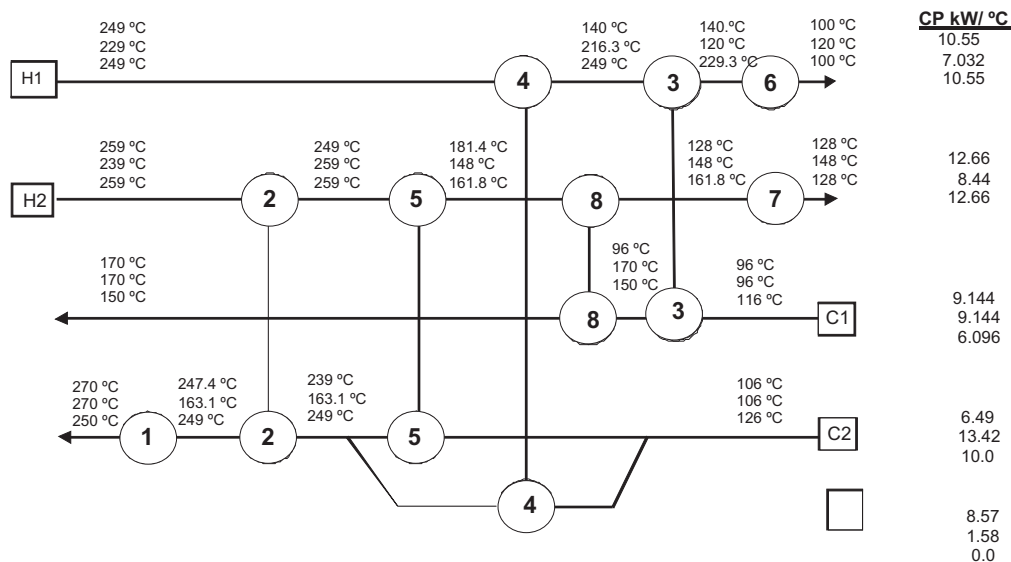 CP kW/ ºC
249 ºC
229 ºC
249 ºC
140 ºC
216.3 ºC
249 ºC
140.ºC
120 ºC
229.3 ºC
100 ºC
120 ºC
100 ºC
10.55
7.032
10.55
H1
4
3
6
259 ºC
239 ºC
259 ºC
249 ºC
259 ºC
259 ºC
181.4 ºC
148 ºC
161.8 ºC
128 ºC
148 ºC
161.8 ºC
128 ºC
148 ºC
128 ºC
12.66
8.44
12.66
H2
2
5
8
7
170 ºC
170 ºC
150 ºC
96 ºC
170 ºC
150 ºC
96 ºC
96 ºC
116 ºC
9.144
9.144
6.096
8
3
C1
270 ºC
270 ºC
250 ºC
247.4 ºC
163.1 ºC
249 ºC
239 ºC
163.1 ºC
249 ºC
106 ºC
106 ºC
126 ºC
6.49
13.42
10.0
1
2
5
C2
4
8.57
1.58
0.0